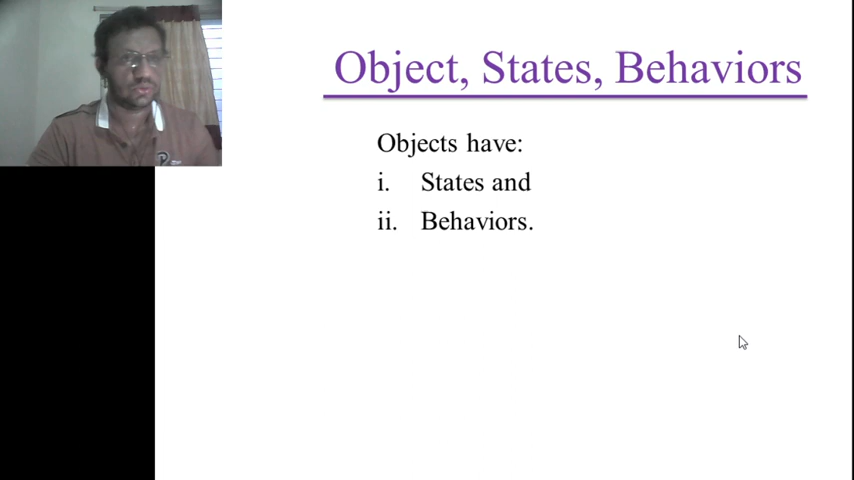 Object, States, Behaviors
Objects have:
i. States and
ii. Behaviors.